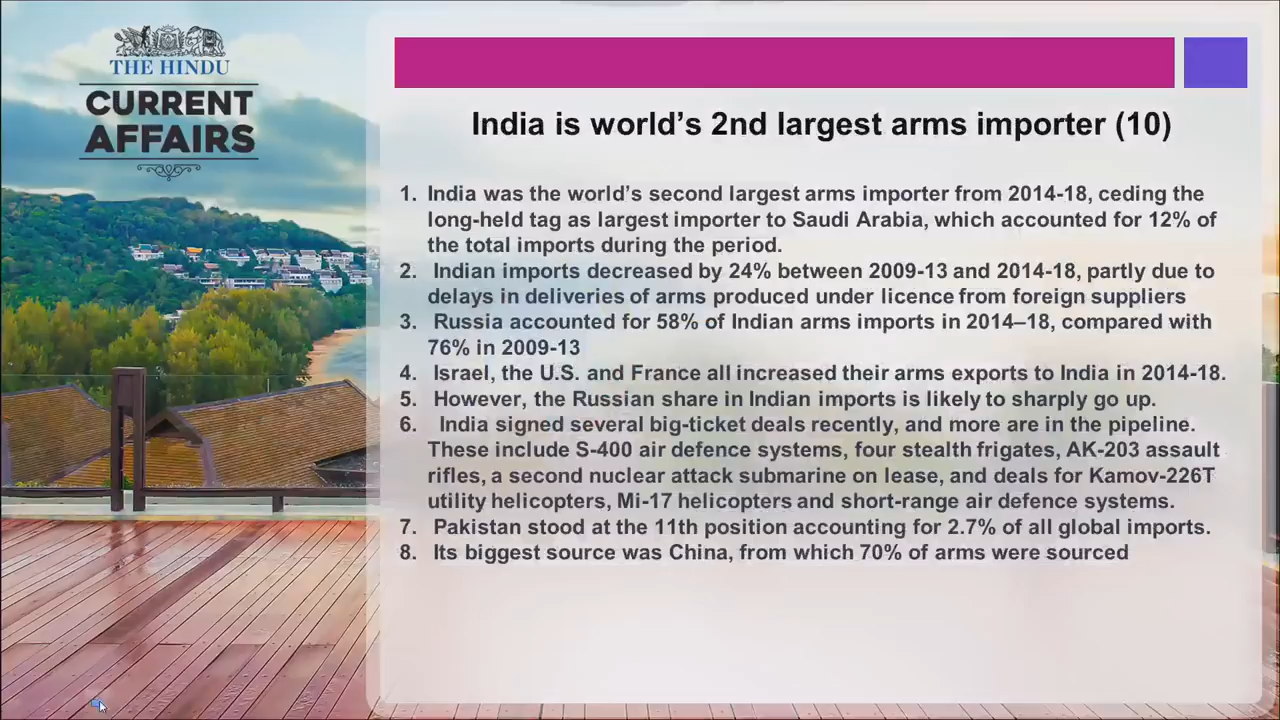 THE HINDU
CURRENT
AFFAIRS
India is world's 2nd largest arms importer (10)
1. India was the world's second largest arms importer from 2014-18, ceding the
long-held tag as largest importer to Saudi Arabia, which accounted for 12% of
the total imports during the period.
2. Indian imports decreased by 24% between 2009-13 and 2014-18, partly due to
delays in deliveries of arms produced under licence from foreign suppliers
3. Russia accounted for 58% of Indian arms imports in 2014–18, compared with
76% in 2009-13
4. Israel, the U.S. and France all increased their arms exports to India in 2014-18.
5. However, the Russian share in Indian imports is likely to sharply go up.
6. India signed several big-ticket deals recently, and more are in the pipeline.
These include S-400 air defence systems, four stealth frigates, AK-203 assault
rifles, a second nuclear attack submarine on lease, and deals for Kamov-226T
utility helicopters, Mi-17 helicopters and short-range air defence systems.
7. Pakistan stood at the 11th position accounting for 2.7% of all global imports.
8. Its biggest source was China, from which 70% of arms were sourced